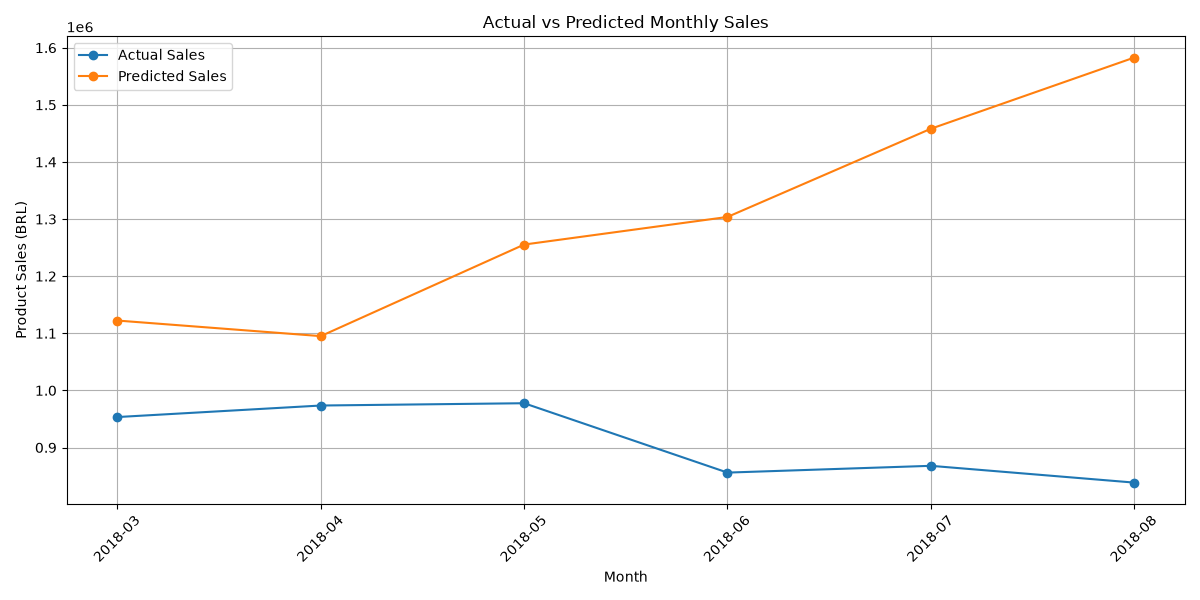 Actual vs Predicted Monthly Sales
1e6
Actual Sales
Predicted Sales
1.6
1.5
1.4
1.3
1.2
1.1
1.0
0.9
Product Sales (BRL)
2018-03
2018-04
2018-05
2018-06
2018-07
2018-08
Month